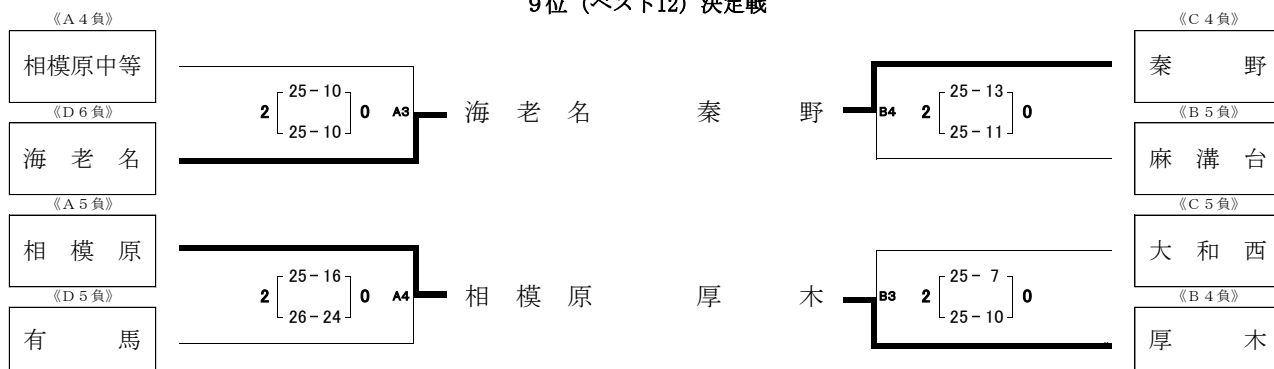 9位（ベスト12）決定戦
《A４負》
相模原中等
《D６負》
海老名
《A５負》
相模原
《D５負》
有馬
2 25-10 0 A3
25-10
海老名
2 25-16 0 A4
26-24
相模原
秦野
B4 2 25-13 0
25-11
厚木
B3 2 25-7 0
25-10
《C４負》
秦野
《B５負》
麻溝台
《C５負》
大和西
《B４負》
厚木